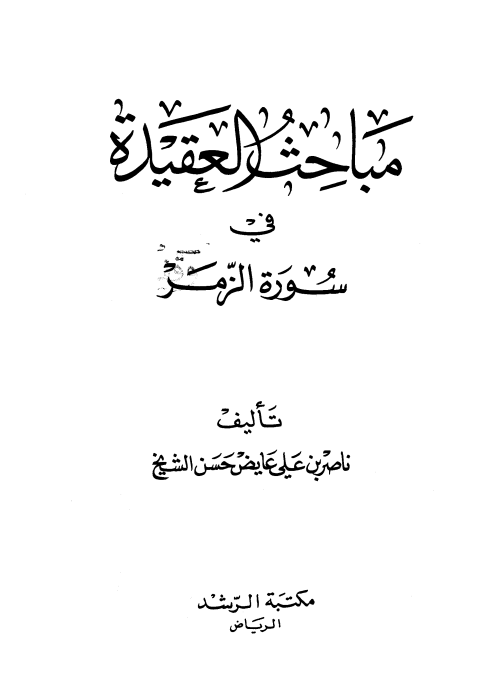 مباحث العقيدة
في
سورة الزمر
تأليف
ناصر بن علي عايض حسن الشيخ
مكتبة الرشد
الرياض